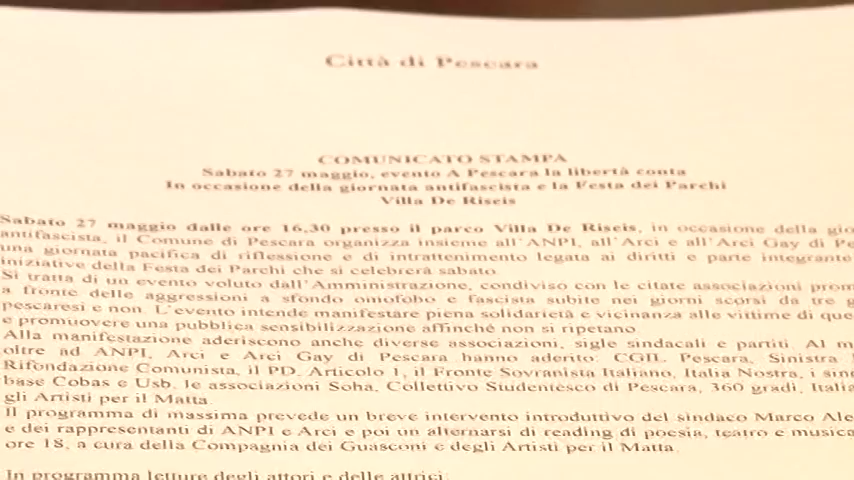 Città di Pescara
COMUNICATO STAMPA
Sabato 27 maggio, evento A Pescara la libertà conta
In occasione della giornata antifascista e la Festa dei Parchi
Villa De Riseis
Sabato 27 maggio dalle ore 16,30 presso il parco Villa De Riseis, in occasione della
antifascista, il Comune di Pescara organizza insieme all'ANPI, all'Arci e all'Arci Gay di
una giornata pacifica di riflessione e di intrattenimento legata ai diritti e parte integrante
iniziative della Festa dei Parchi che si celebrerà sabato.
Si tratta di un evento voluto dall'Amministrazione, condiviso con le citate associazioni
a fronte delle aggressioni a sfondo omofobo e fascista subite nei giorni scorsi da tre
pescaresi e non. L'evento intende manifestare piena solidarietà e vicinanza alle vittime di
e promuovere una pubblica sensibilizzazione affinché non si ripetano.
Alla manifestazione aderiscono anche diverse associazioni, sigle sindacali e partiti. Al
oltre ad ANPI, Arci e Arci Gay di Pescara hanno aderito: CGIL Pescara, Sinistra
Rifondazione Comunista, il PD, Articolo 1, il Fronte Sovranista Italiano, Italia Nostra, i
base Cobas e Usb, le associazioni Soha, Collettivo Studentesco di Pescara, 360 gradi,
gli Artisti per il Matta.
Il programma di massima prevede un breve intervento introduttivo del sindaco Marco
e dei rappresentanti di ANPI e Arci e poi un alternarsi di reading di poesia, teatro e musica
ore 18, a cura della Compagnia dei Guasconi e degli Artisti per il Matta.
In programma letture degli attori e delle attrici: